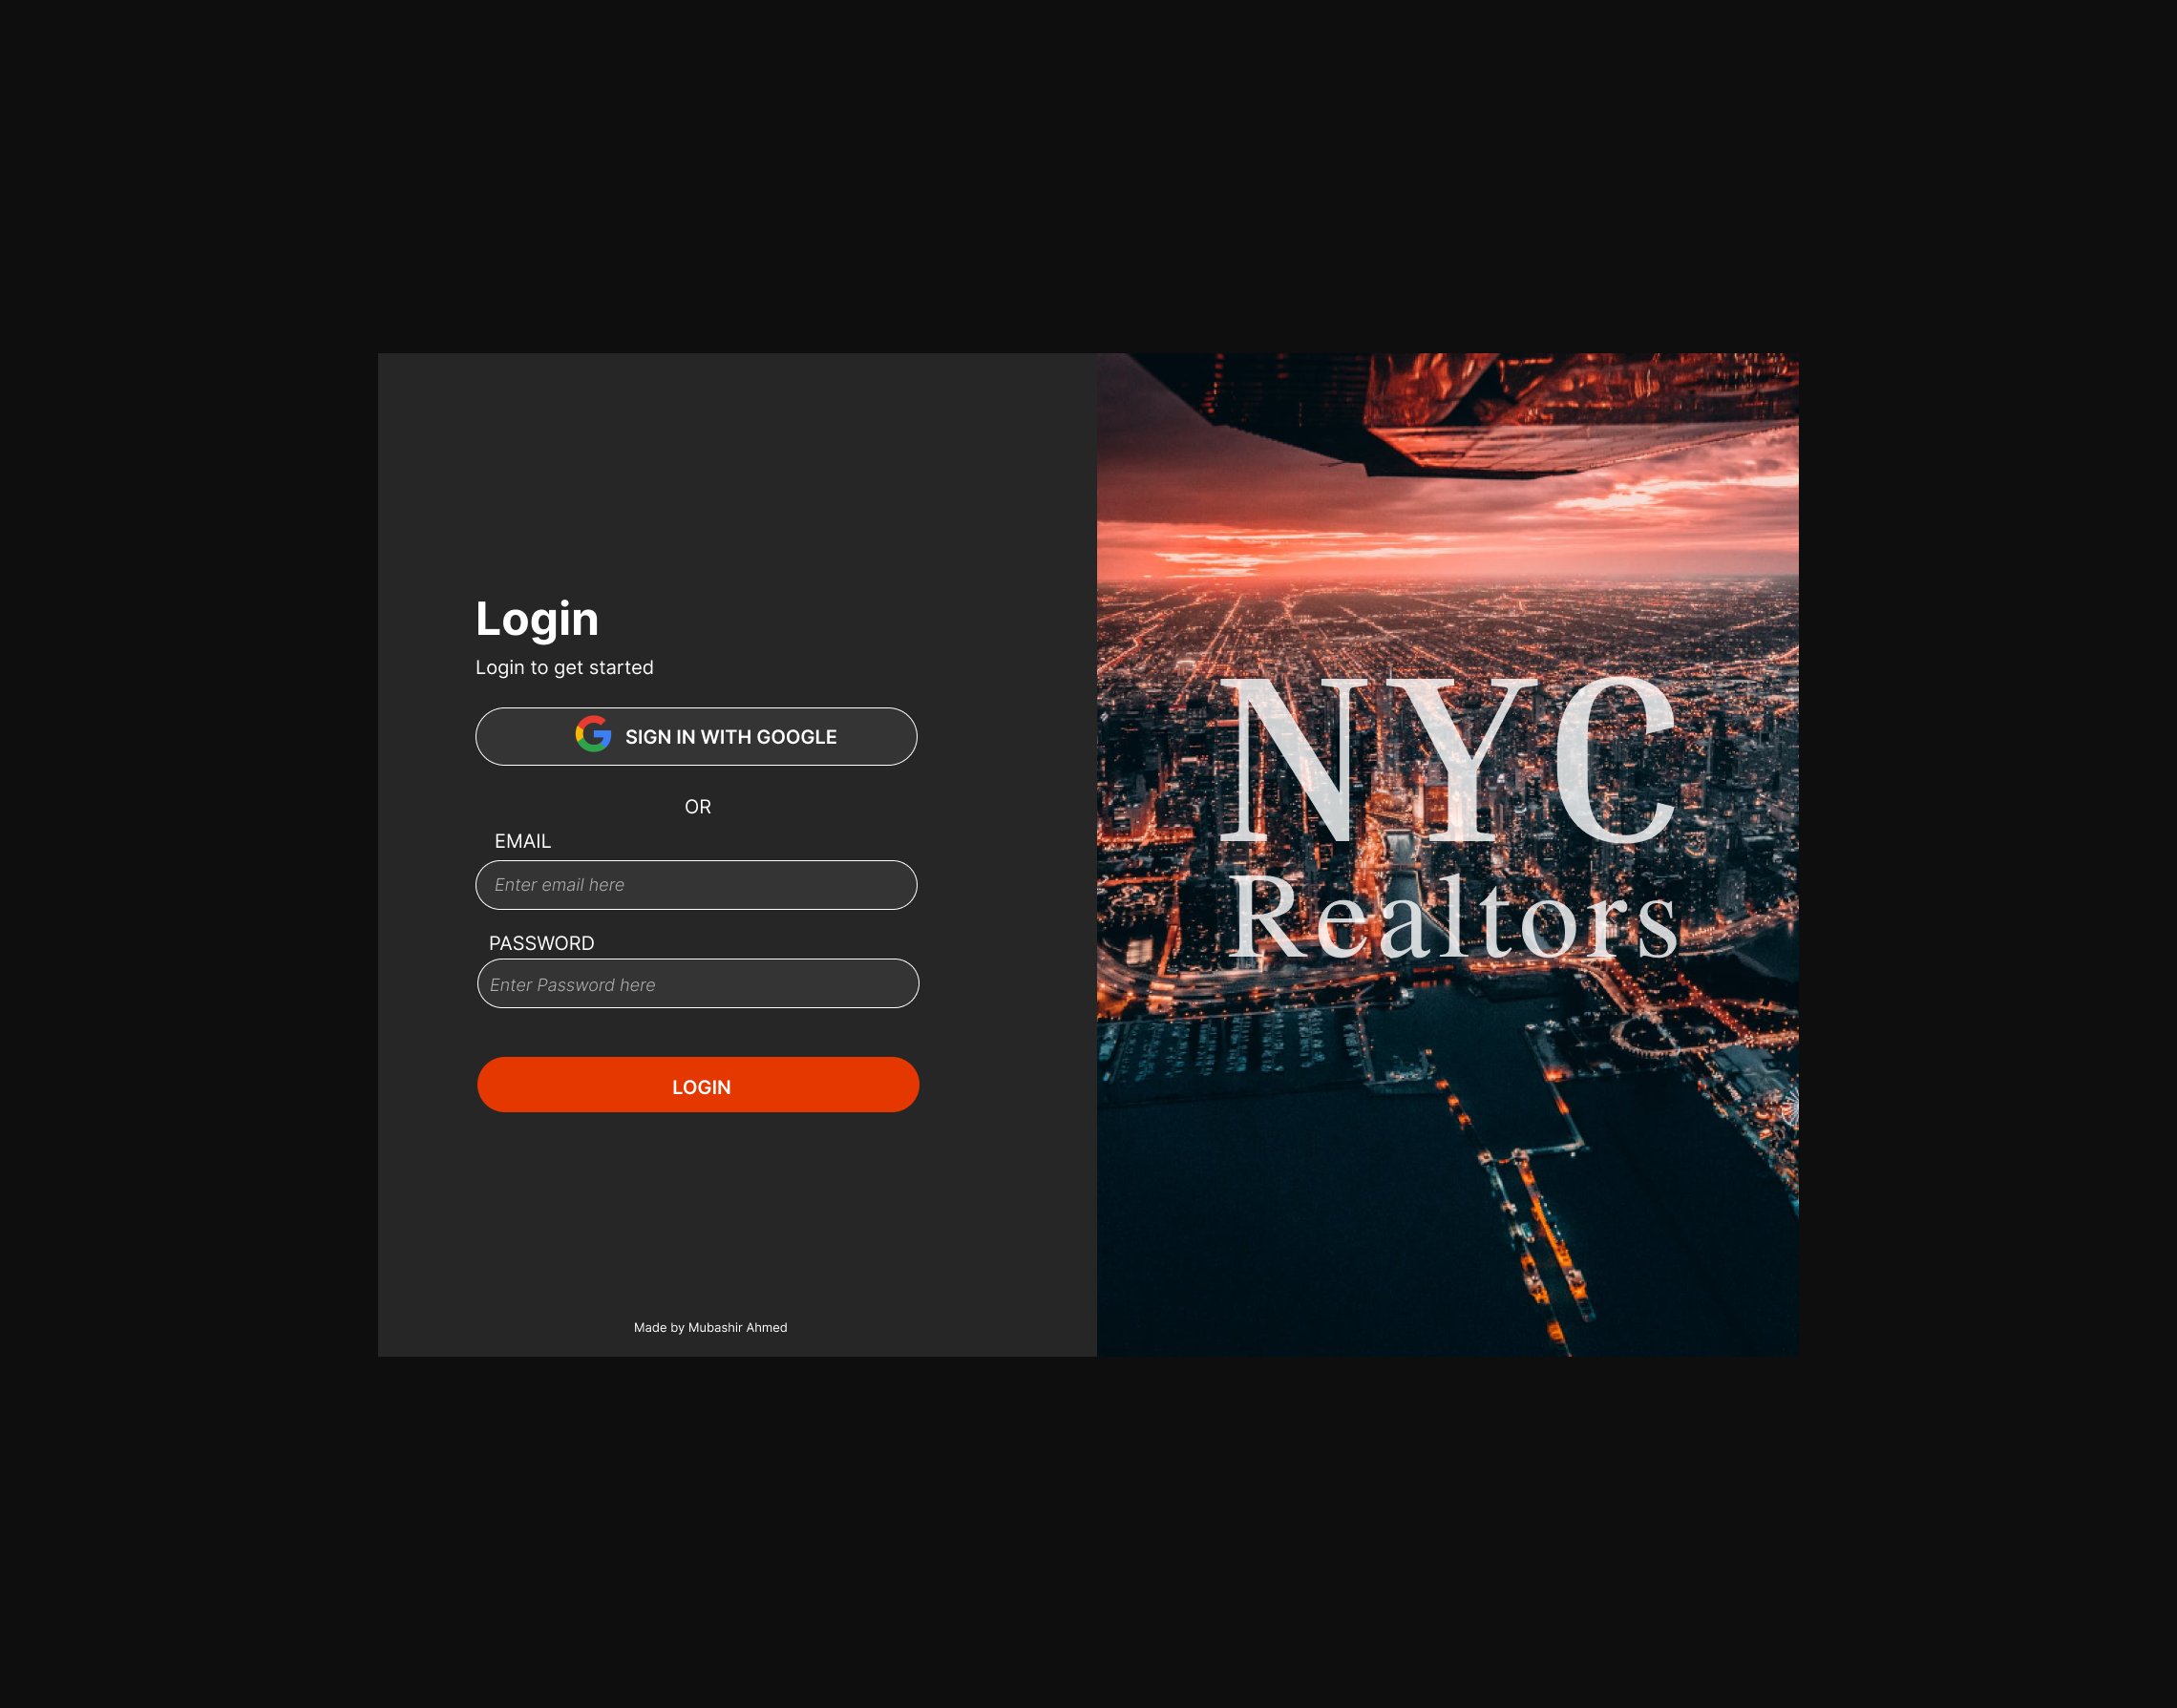 Login
Login to get started
SIGN IN WITH GOOGLE
OR
EMAIL
Enter email here
PASSWORD
Enter Password here
LOGIN
Made by Mubashir Ahmed
NYC
Realtors